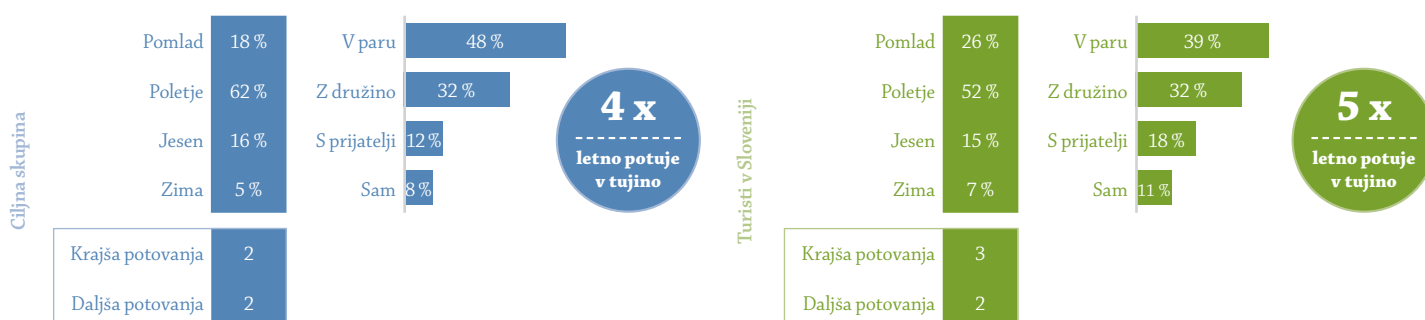 Ciljna skupina
Pomlad 18 %
Poletje 62 %
Jesen 16 %
Zima 5 %
Krajša potovanja 2
Daljša potovanja 2
V paru 48 %
Z družino 32 %
S prijatelji 12 %
Sam 8 %
4 x
letno potuje
v tujino
Turisti v Sloveniji
Pomlad 26 %
Poletje 52 %
Jesen 15 %
Zima 7 %
Krajša potovanja 3
Daljša potovanja 2
V paru 39 %
Z družino 32 %
S prijatelji 18 %
Sam 11 %
5 x
letno potuje
v tujino